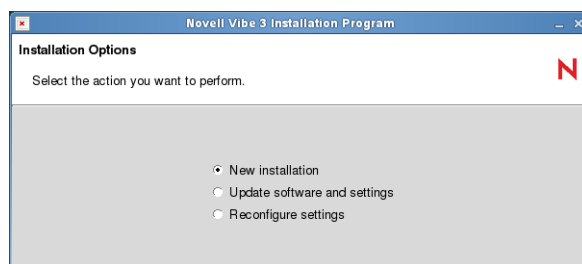 Novell Vibe 3 Installation Program
Installation Options
Select the action you want to perform.
N
New installation
Update software and settings
Reconfigure settings